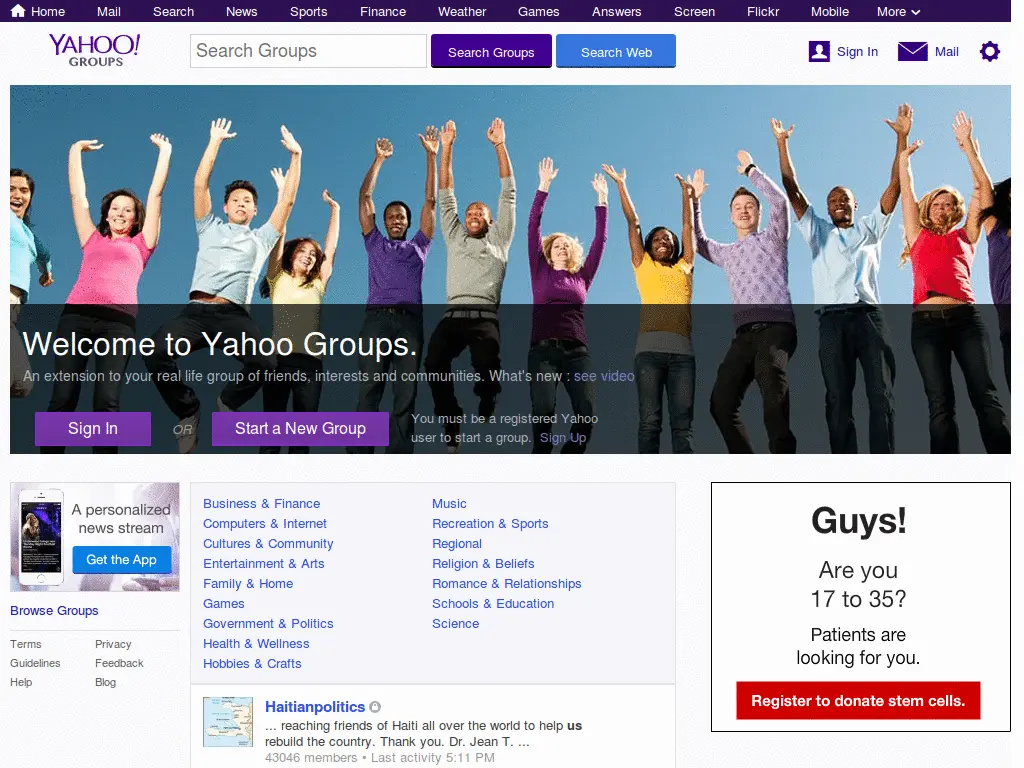 Home Mail Search News Sports Finance Weather Games Answers Screen Flickr Mobile More
YAHOO!
GROUPS
Search Groups
Search Groups
Search Web
Sign In
Mail
Welcome to Yahoo Groups.
An extension to your real life group of friends, interests and communities. What's new : see video
Sign In
OR
Start a New Group
You must be a registered Yahoo
user to start a group. Sign Up
A personalized
news stream
Get the App
Browse Groups
Terms Privacy
Guidelines Feedback
Help Blog
Business & Finance
Computers & Internet
Cultures & Community
Entertainment & Arts
Family & Home
Games
Government & Politics
Health & Wellness
Hobbies & Crafts
Music
Recreation & Sports
Regional
Religion & Beliefs
Romance & Relationships
Schools & Education
Science
Haitianpolitics
... reaching friends of Haiti all over the world to help us
rebuild the country. Thank you. Dr. Jean T. ...
43046 members • Last activity 5:11 PM
Guys!
Are you
17 to 35?
Patients are
looking for you.
Register to donate stem cells.